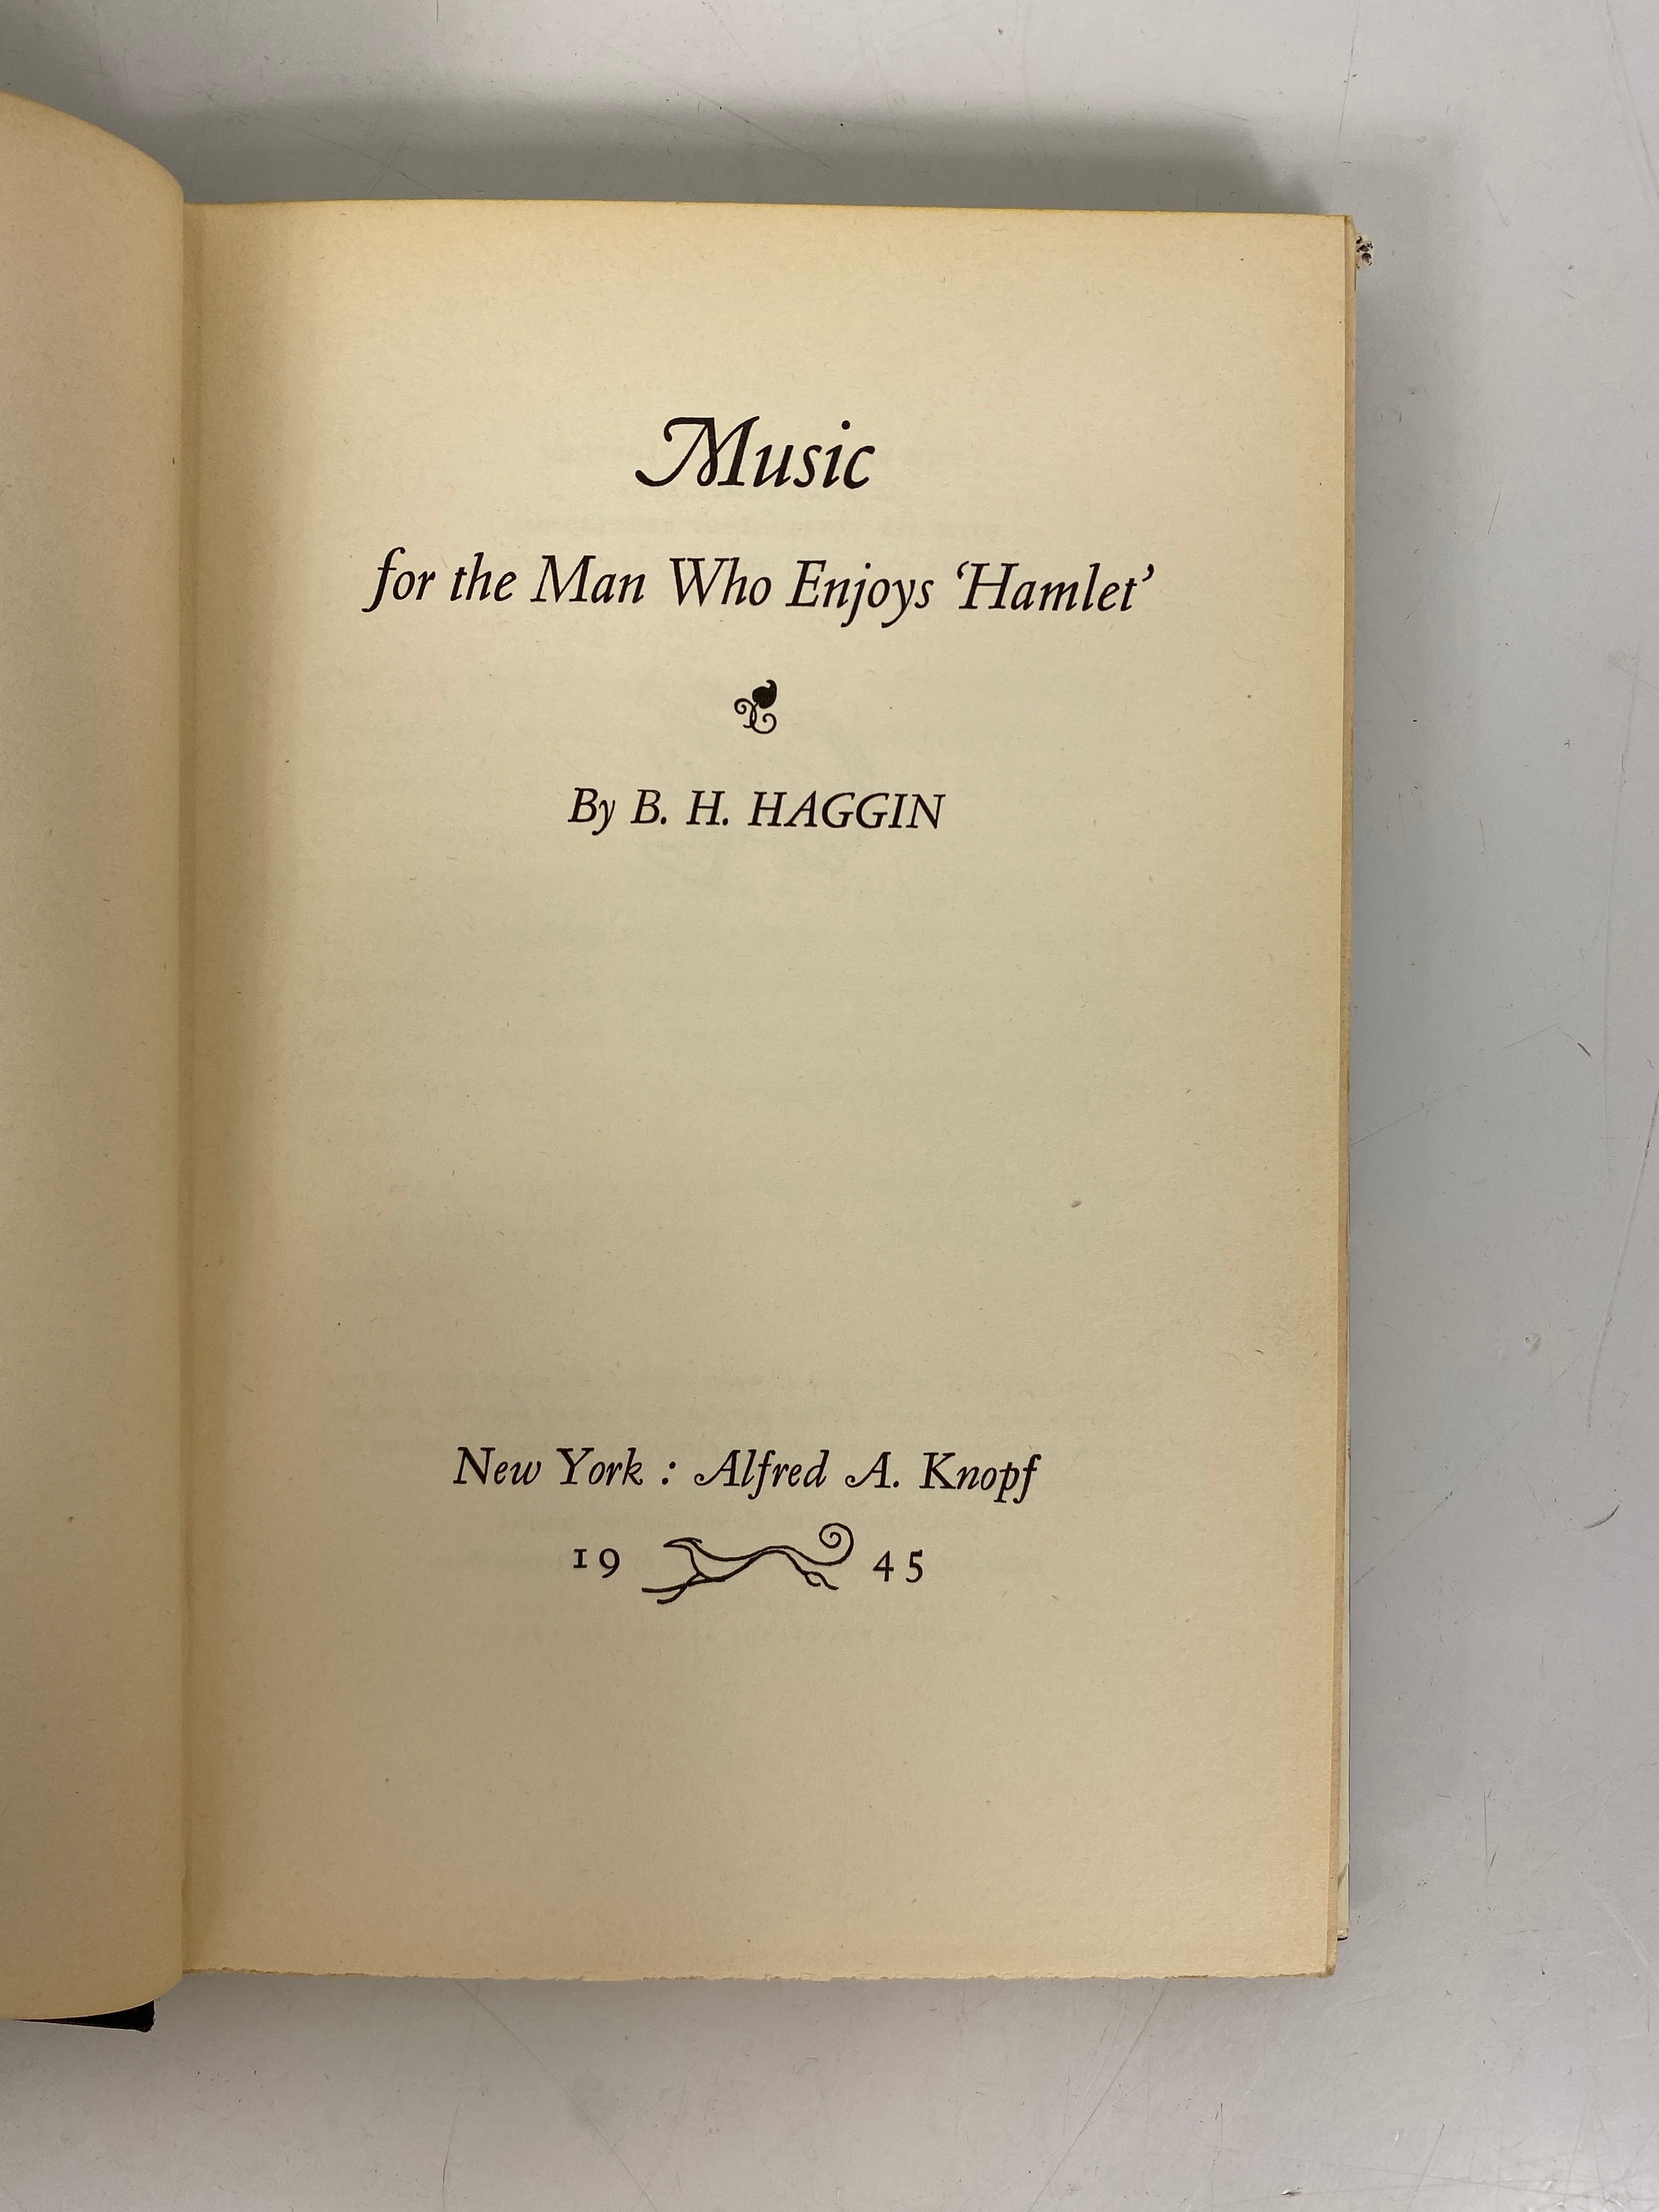 Music
for the Man Who Enjoys ‘Hamlet’
By B. H. HAGGIN
New York : Alfred A. Knopf
19 45